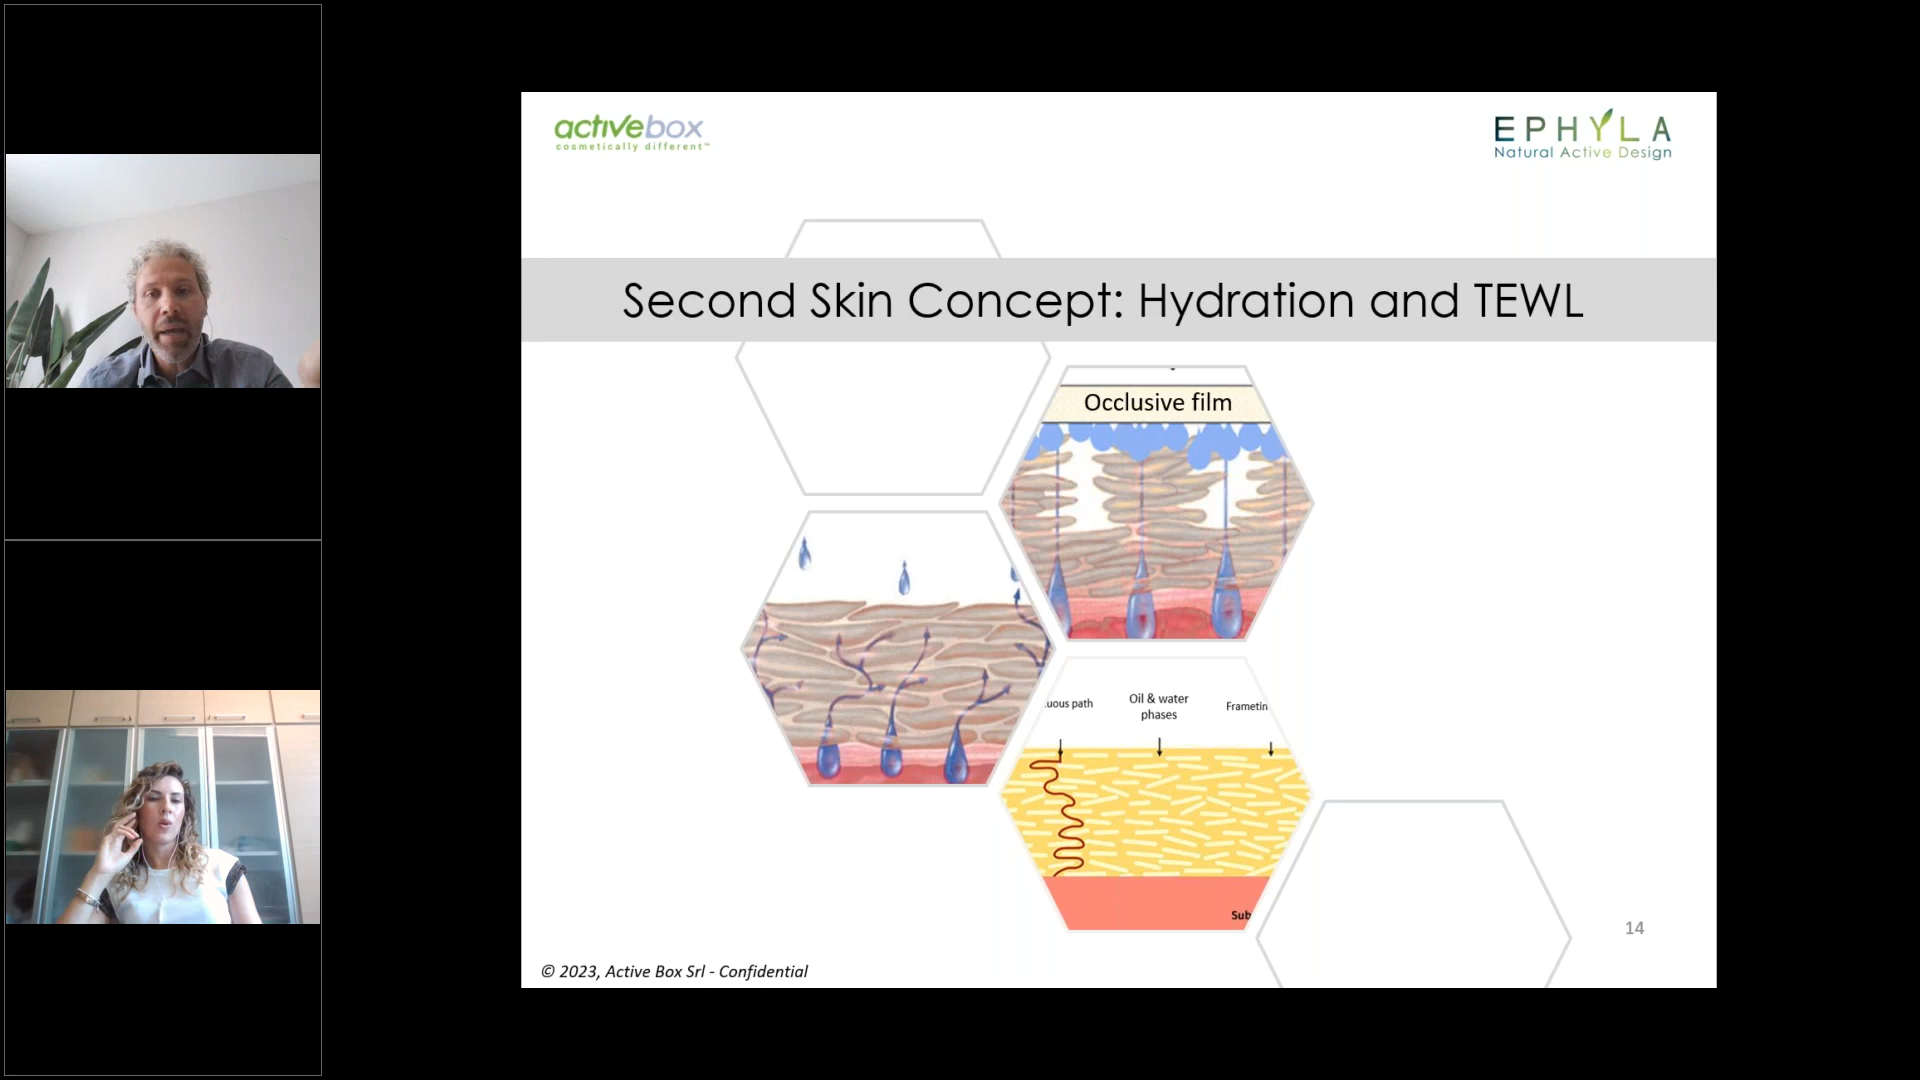 activebox
cosmetically different™
EPHYLA
Natural Active Design
Second Skin Concept: Hydration and TEWL
Occlusive film
uous path
Oil & water
phases
Frametin
Sub
14
© 2023, Active Box Srl - Confidential